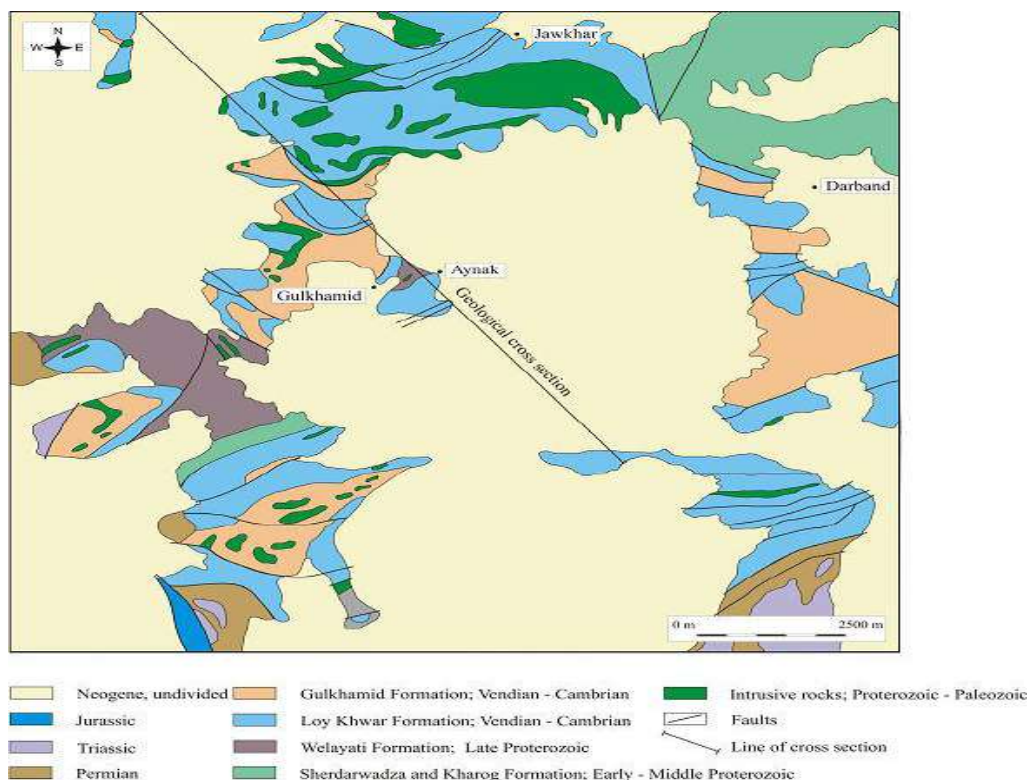 N
W E
S
Jawkhar
Darband
Aynak
Gulkhamid
Geological cross section
0 m 2500 m
Neogene, undivided
Jurassic
Triassic
Permian
Gulkhamid Formation; Vendian - Cambrian
Loy Khwar Formation; Vendian - Cambrian
Welayati Formation; Late Proterozoic
Sherdarwadza and Kharog Formation; Early - Middle Proterozoic
Intrusive rocks; Proterozoic - Paleozoic
Faults
Line of cross section